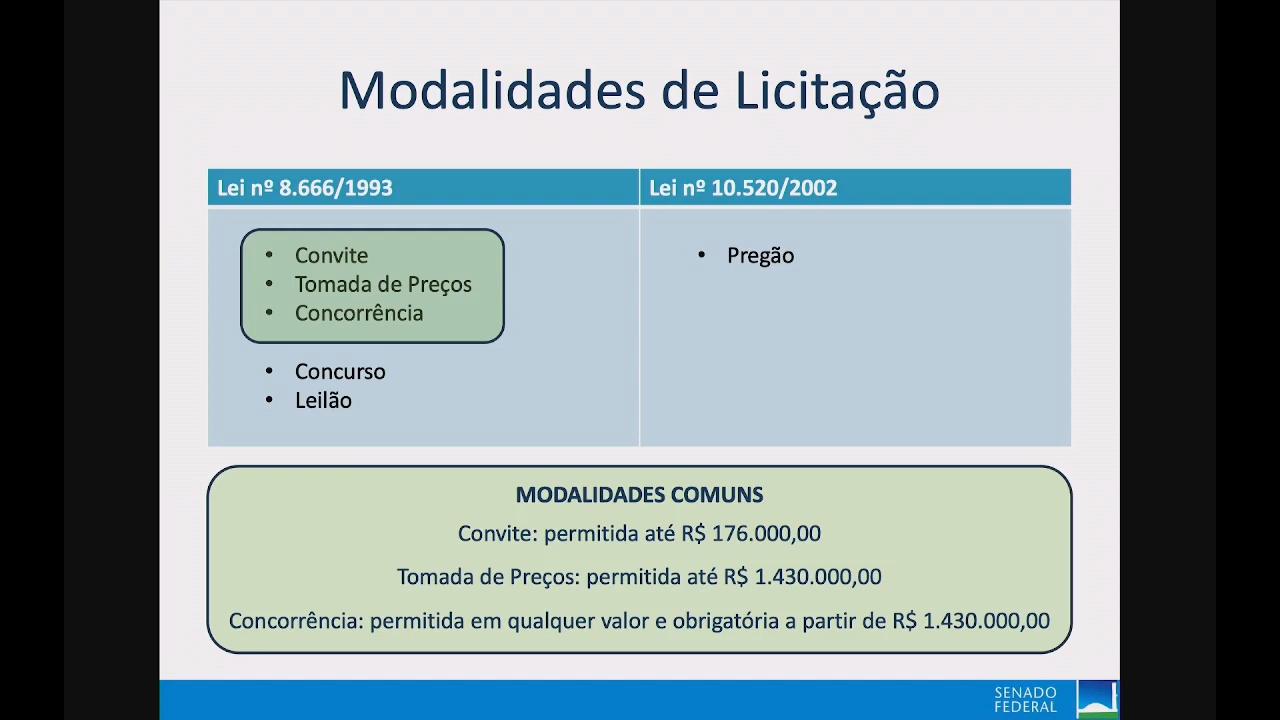 Modalidades de Licitação
Lei nº 8.666/1993
Lei nº 10.520/2002
• Convite
• Tomada de Preços
• Concorrência
• Concurso
• Leilão
• Pregão
MODALIDADES COMUNS
Convite: permitida até R$ 176.000,00
Tomada de Preços: permitida até R$ 1.430.000,00
Concorrência: permitida em qualquer valor e obrigatória a partir de R$ 1.430.000,00
SENADO
FEDERAL